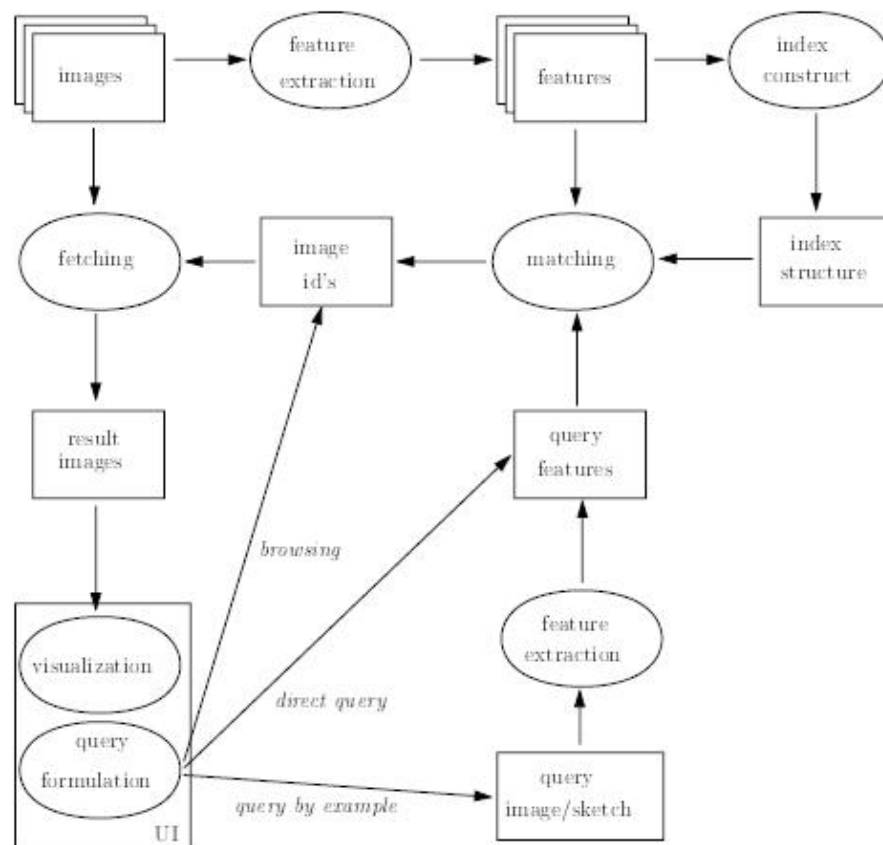 images
feature
extraction
features
index
construct
fetching
image
id's
matching
index
structure
result
images
query
features
browsing
feature
extraction
visualization
direct query
query
formulation
query
image/sketch
query by example
UI